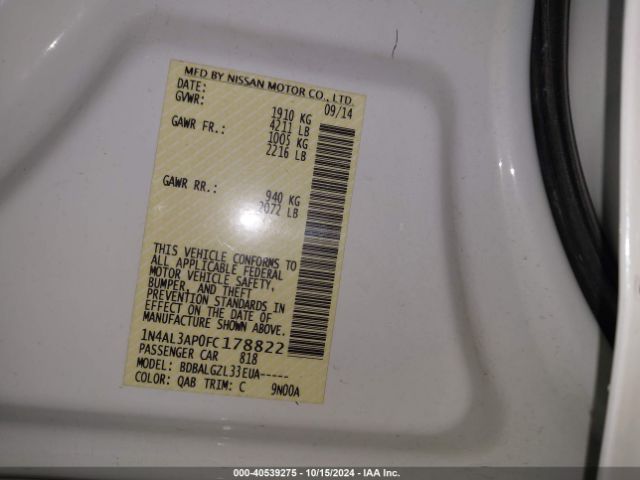 MFD BY NISSAN MOTOR CO., LTD.
DATE: 09/14
GVWR: 1910 KG
4211 LB
GAWR FR.: 1005 KG
2216 LB
GAWR RR.: 940 KG
2072 LB
THIS VEHICLE CONFORMS TO
ALL APPLICABLE FEDERAL
MOTOR VEHICLE SAFETY,
BUMPER, AND THEFT
PREVENTION STANDARDS IN
EFFECT ON THE DATE OF
MANUFACTURE SHOWN ABOVE.
1N4AL3AP0FC178822
PASSENGER CAR 818
MODEL: BDBALGZL33EUA-----
COLOR: QAB TRIM: C 9N00A
000-40539275 - 10/15/2024 - IAA Inc.